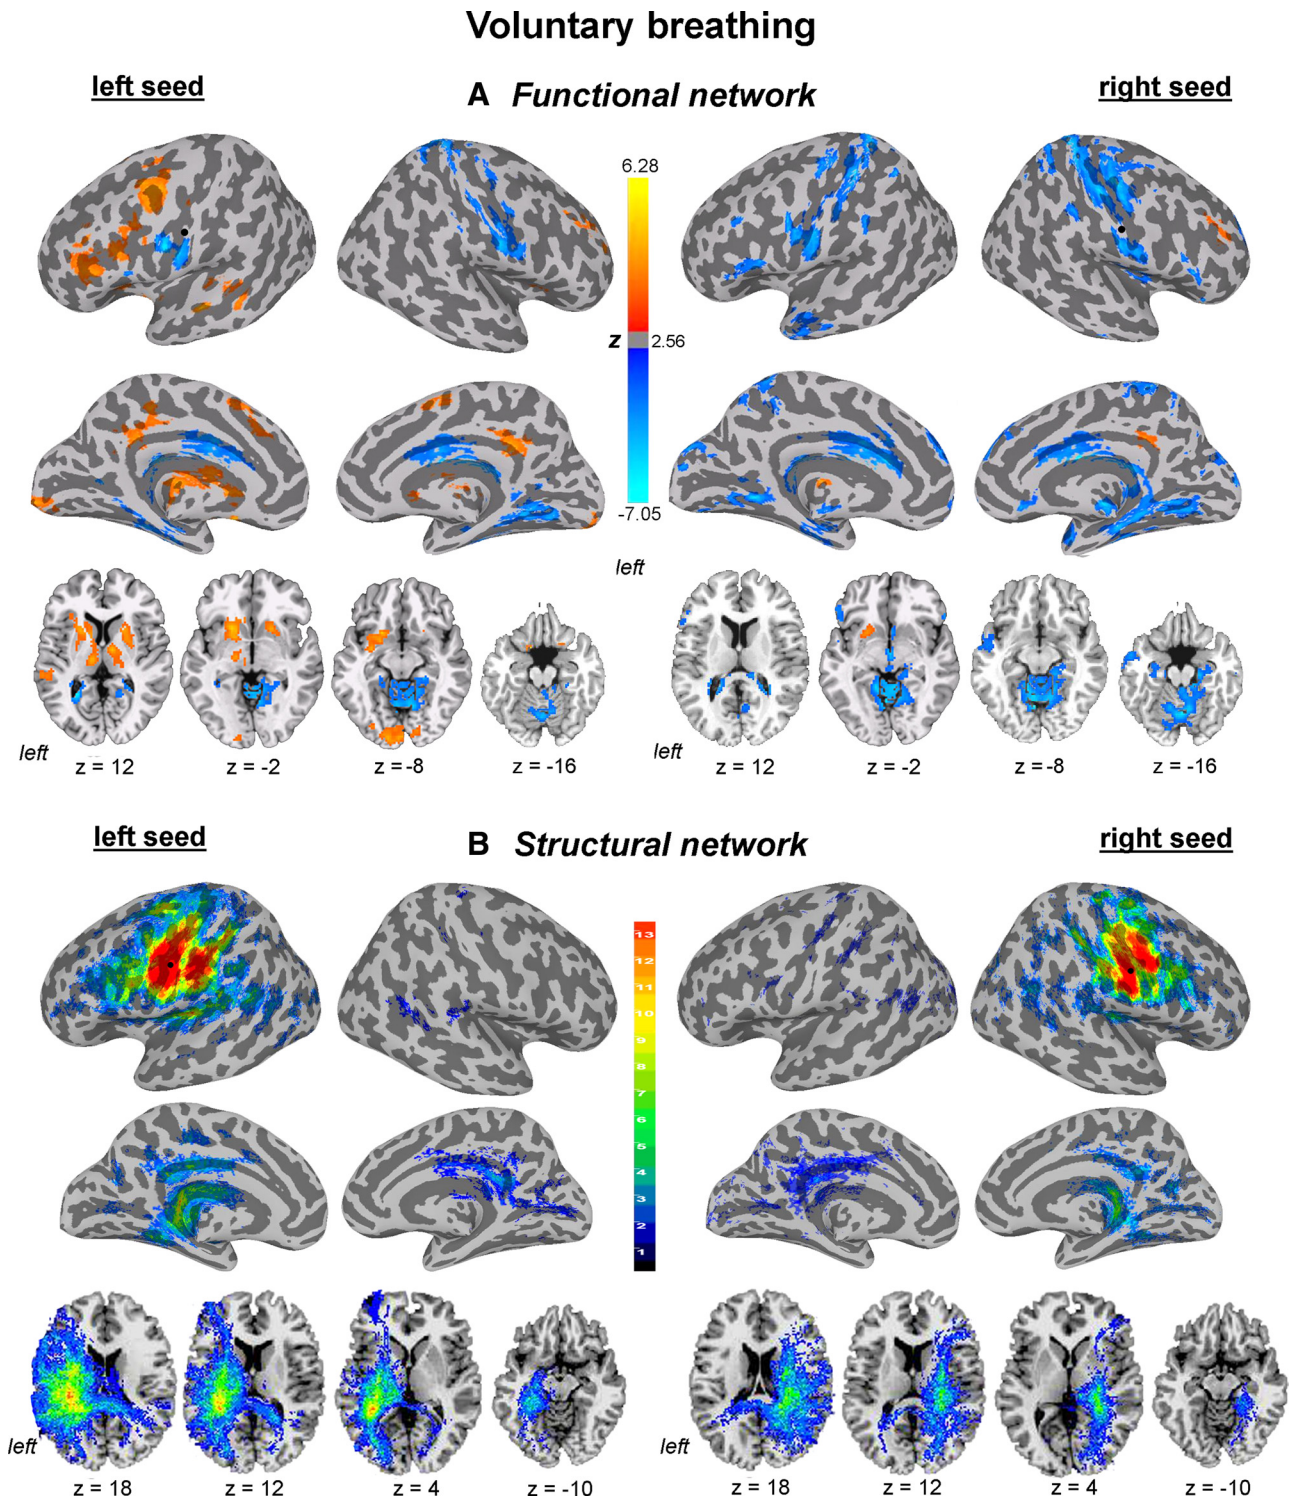 Voluntary breathing
left seed
A Functional network
right seed
6.28
z 2.56
-7.05
left
left
z = 12
z = -2
z = -8
z = -16
left
z = 12
z = -2
z = -8
z = -16
left seed
B Structural network
right seed
13
12
11
10
9
8
7
6
5
4
3
2
1
left
z = 18
z = 12
z = 4
z = -10
left
z = 18
z = 12
z = 4
z = -10